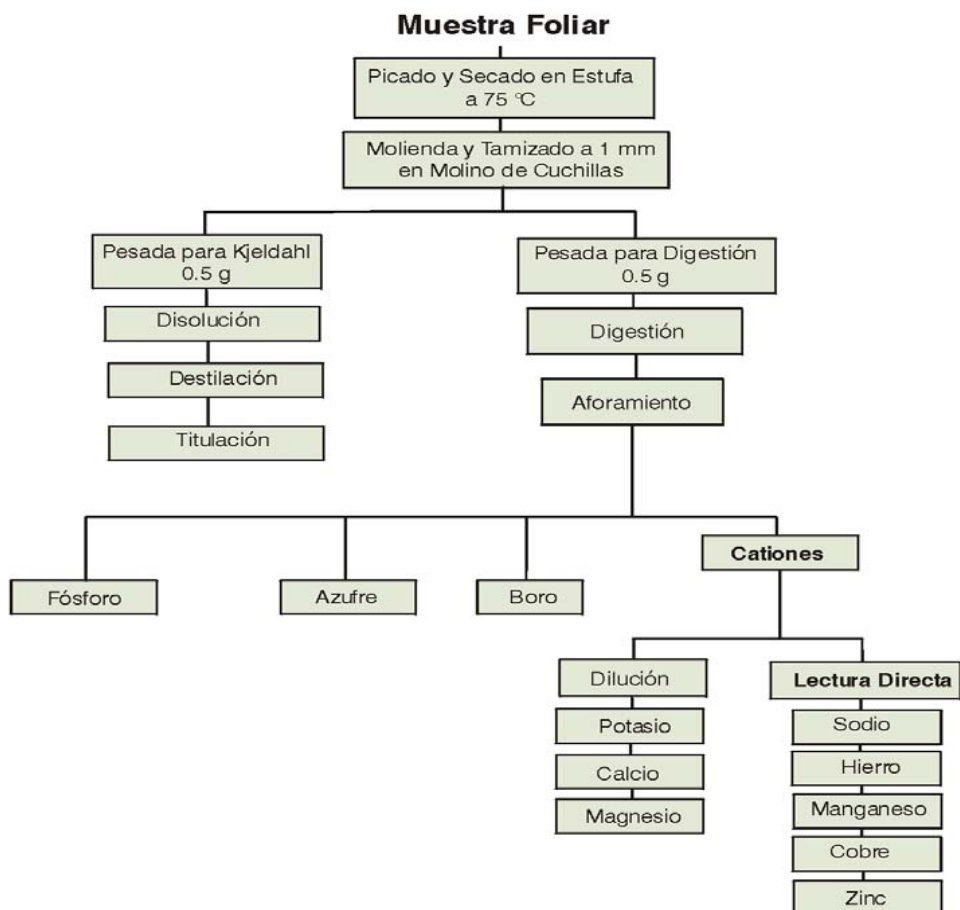 Muestra Foliar
Picado y Secado en Estufa
a 75 °C
Molienda y Tamizado a 1 mm
en Molino de Cuchillas
Pesada para Kjeldahl
0.5 g
Disolución
Destilación
Titulación
Pesada para Digestión
0.5 g
Digestión
Aforamiento
Fósforo
Azufre
Boro
Cationes
Dilución
Potasio
Calcio
Magnesio
Lectura Directa
Sodio
Hierro
Manganeso
Cobre
Zinc